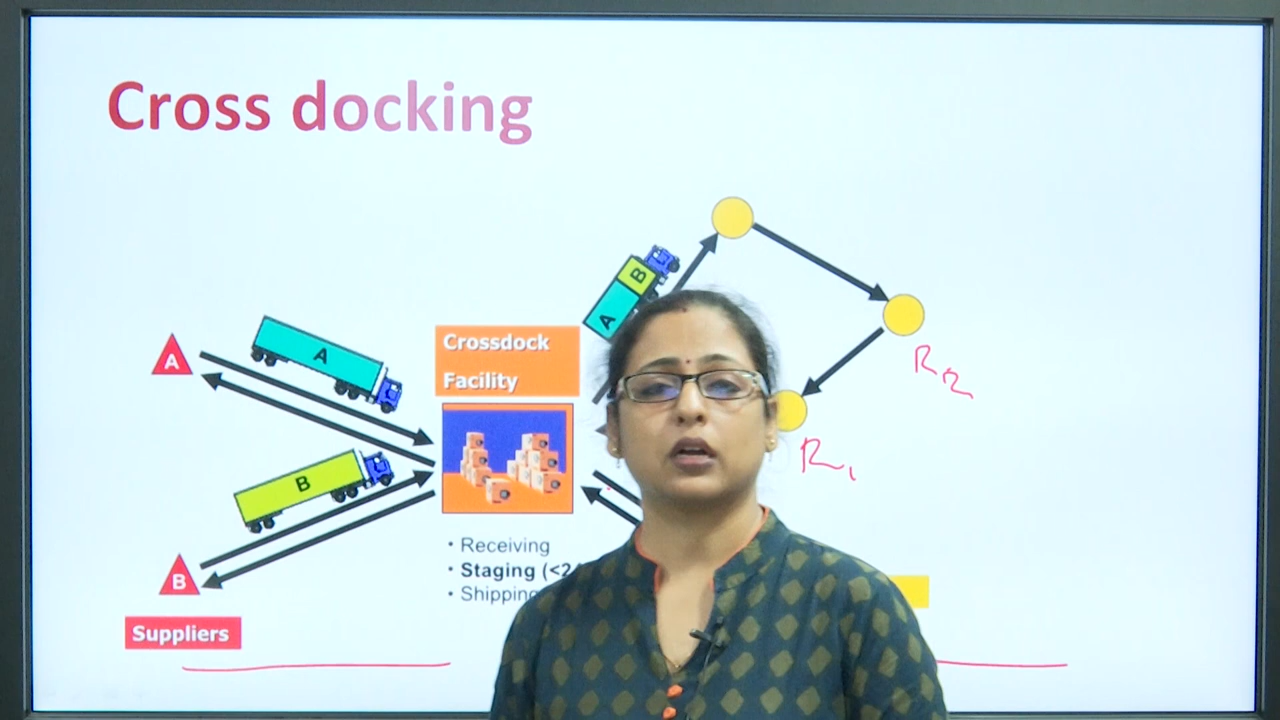 Cross docking
B
A
A
A
Crossdock
Facility
R2
B
R1
B
• Receiving
• Staging (<2
• Shipping
Suppliers